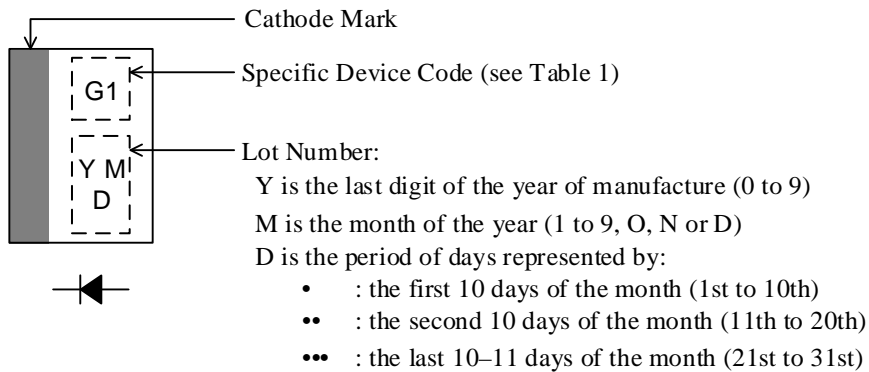 Cathode Mark
Specific Device Code (see Table 1)
G1
Lot Number:
Y M
D
Y is the last digit of the year of manufacture (0 to 9)
M is the month of the year (1 to 9, O, N or D)
D is the period of days represented by:
• : the first 10 days of the month (1st to 10th)
•• : the second 10 days of the month (11th to 20th)
••• : the last 10–11 days of the month (21st to 31st)